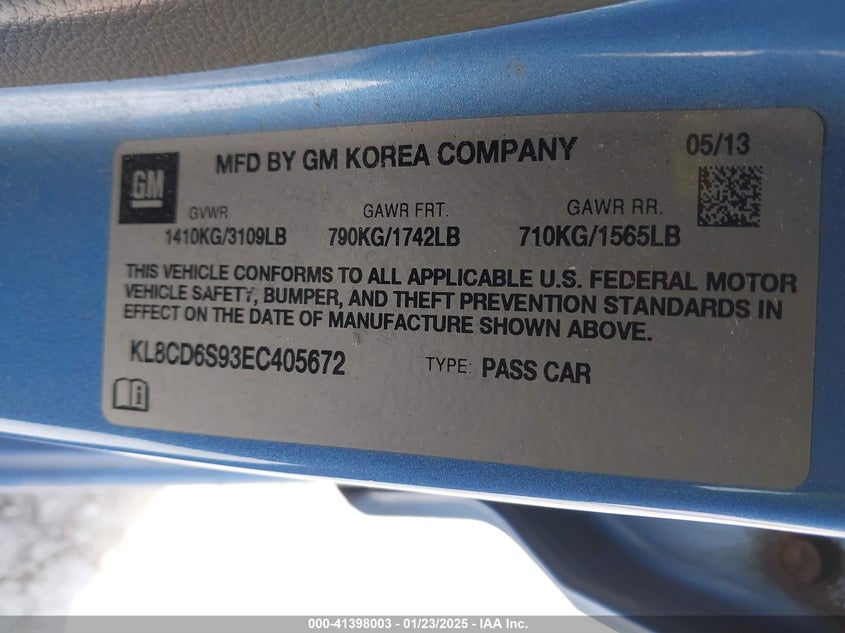 GM
MFD BY GM KOREA COMPANY
05/13
GVWR
GAWR FRT.
GAWR RR.
1410KG/3109LB
790KG/1742LB
710KG/1565LB
THIS VEHICLE CONFORMS TO ALL APPLICABLE U.S. FEDERAL MOTOR
VEHICLE SAFETY, BUMPER, AND THEFT PREVENTION STANDARDS IN
EFFECT ON THE DATE OF MANUFACTURE SHOWN ABOVE.
KL8CD6S93EC405672
TYPE: PASS CAR
i
000-41398003 - 01/23/2025 - IAA Inc.